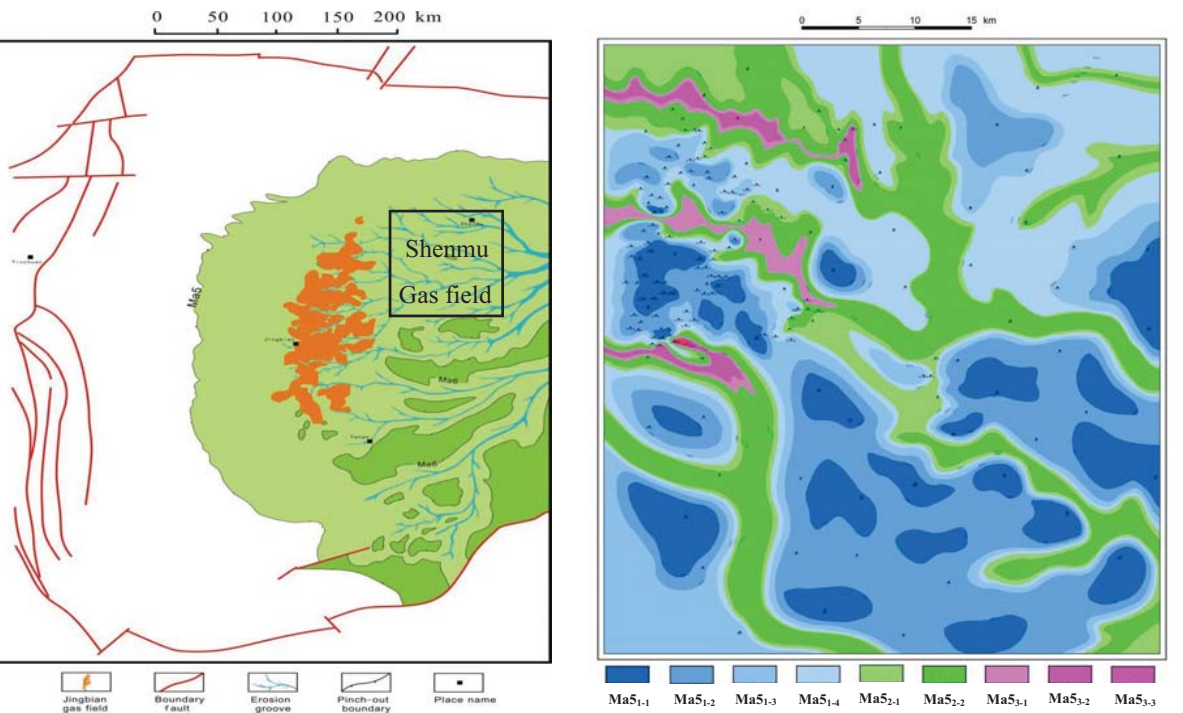 0 50 100 150 200 km
Shenmu
Gas field
Ma5
Jingbian
Ma6
Yanan
Ma6
Jingbian
gas field
Boundary
fault
Erosion
groove
Pinch-out
boundary
Place name
0 5 10 15 km
Ma5₁₋₁ Ma5₁₋₂ Ma5₁₋₃ Ma5₁₋₄ Ma5₂₋₁ Ma5₂₋₂ Ma5₃₋₁ Ma5₃₋₂ Ma5₃₋₃